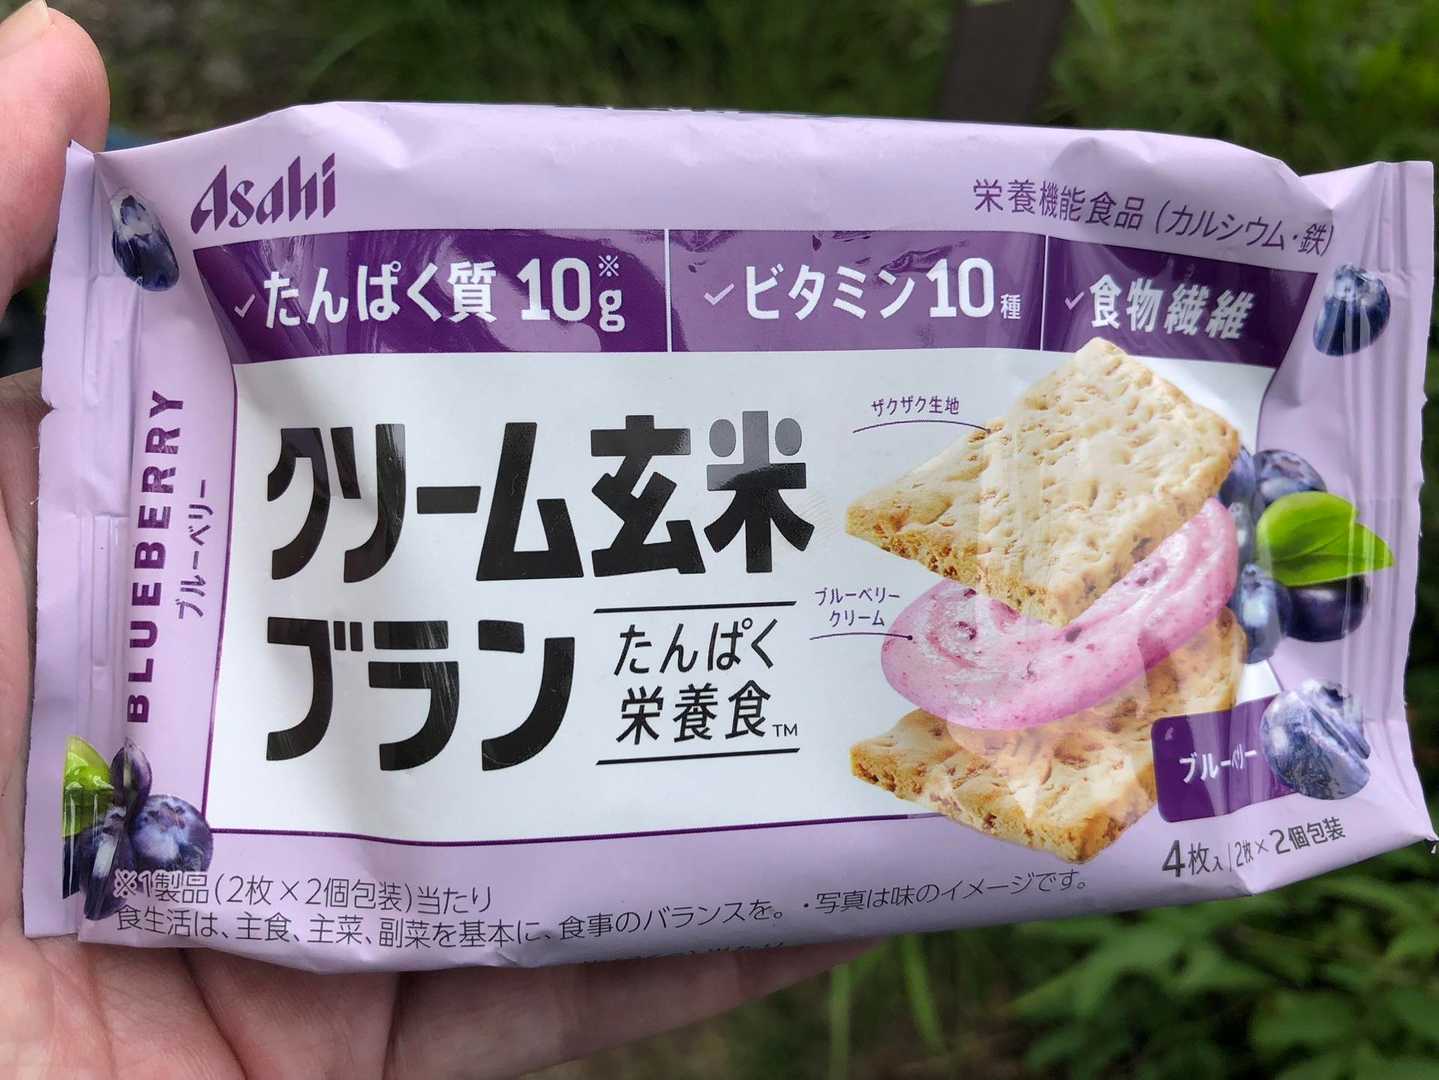 Asahi
栄養機能食品（カルシウム・鉄）
たんぱく質 10g※
ビタミン10種
食物繊維
BLUEBERRY
ブルーベリー
クリーム玄米
ブラン
たんぱく
栄養食™
ザクザク生地
ブルーベリー
クリーム
ブルーベリー
4枚入/2枚×2個包装
※1製品(2枚×2個包装)当たり
食生活は、主食、主菜、副菜を基本に、食事のバランスを。・写真は味のイメージです。